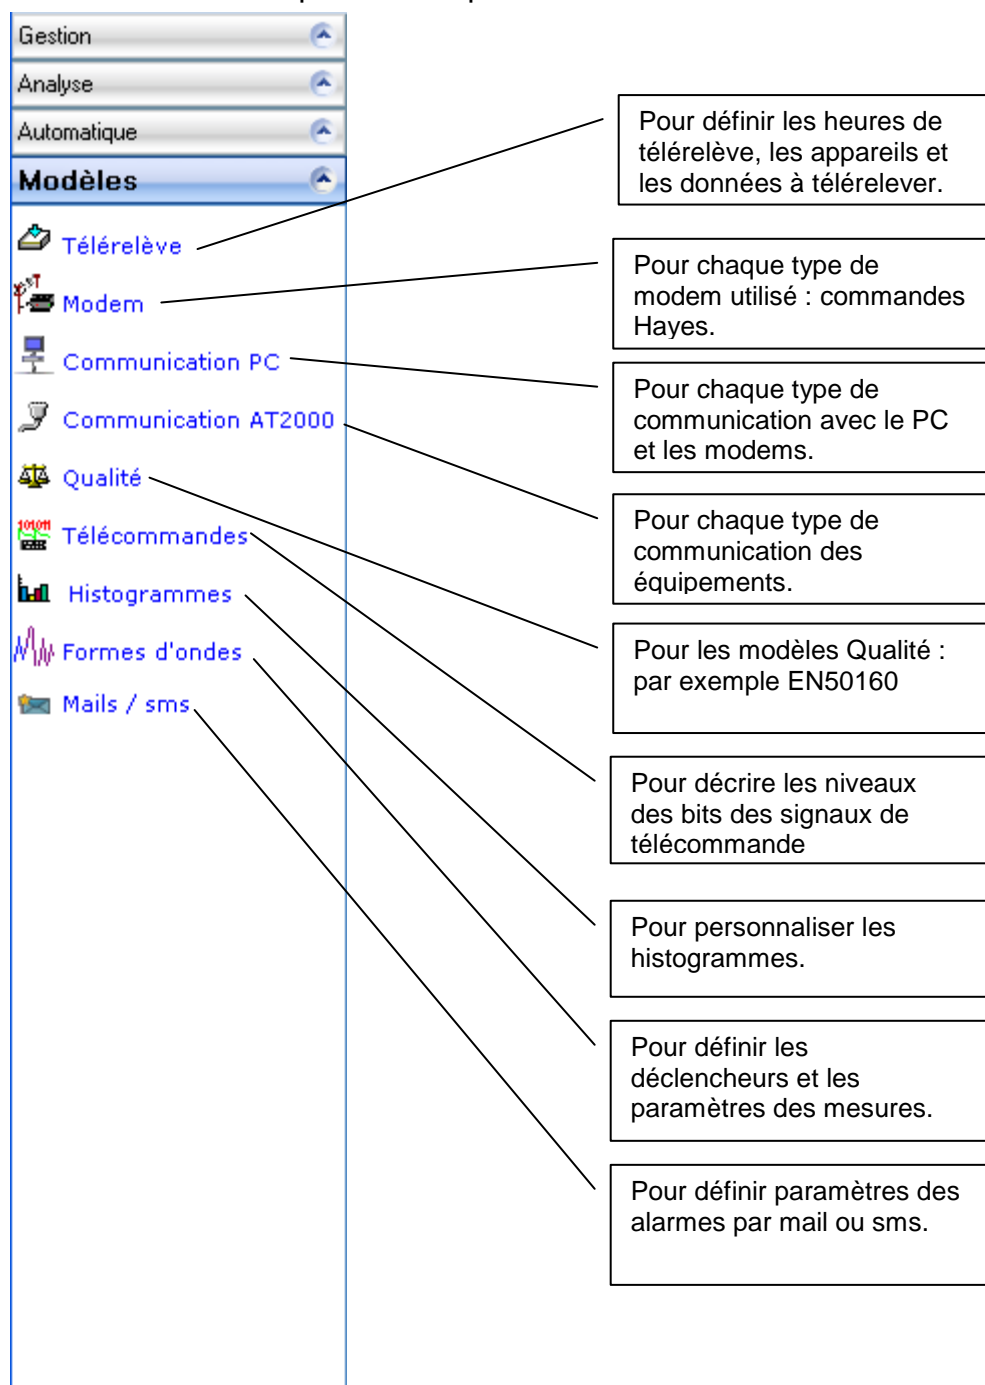 Gestion
Analyse
Automatique
Modèles
Télérelève
Modem
Communication PC
Communication AT2000
Qualité
101011
Télécommandes
Histogrammes
Formes d'ondes
Mails / sms
Pour définir les heures de
télérelève, les appareils et
les données à télérelever.
Pour chaque type de
modem utilisé : commandes
Hayes.
Pour chaque type de
communication avec le PC
et les modems.
Pour chaque type de
communication des
équipements.
Pour les modèles Qualité :
par exemple EN50160
Pour décrire les niveaux
des bits des signaux de
télécommande
Pour personnaliser les
histogrammes.
Pour définir les
déclencheurs et les
paramètres des mesures.
Pour définir paramètres des
alarmes par mail ou sms.